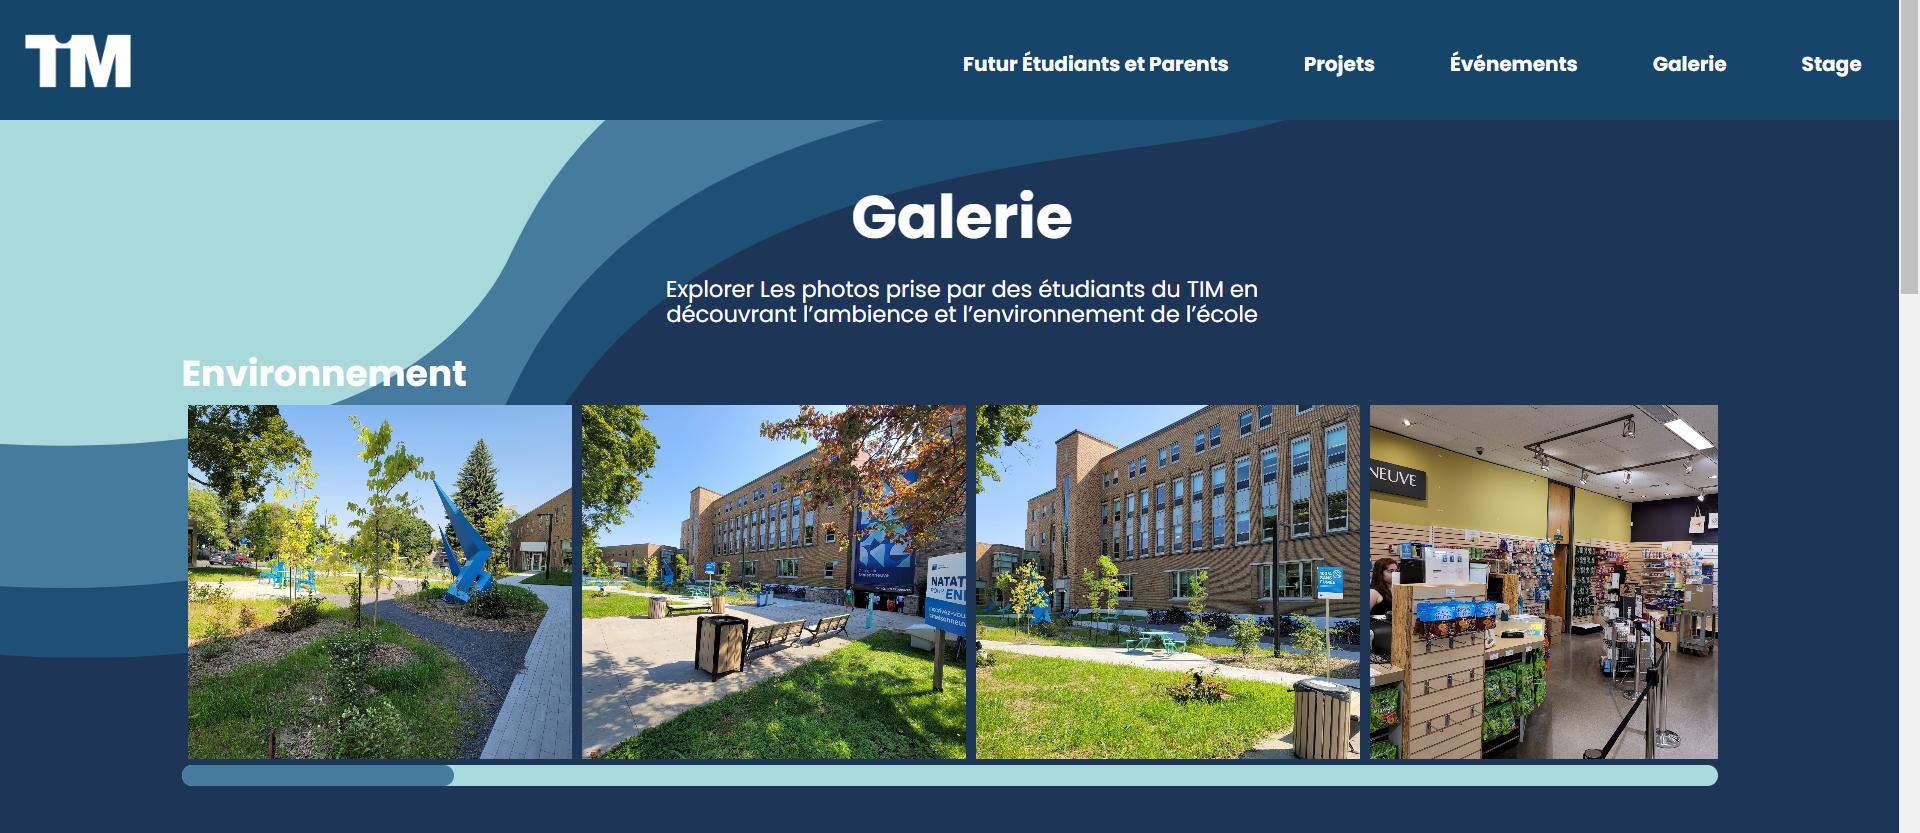 TiM
Futur Étudiants et Parents
Projets
Événements
Galerie
Stage
Galerie
Explorer Les photos prise par des étudiants du TIM en
découvrant l’ambience et l’environnement de l’école
Environnement
Maisonneuve
NATAT
NEUVE